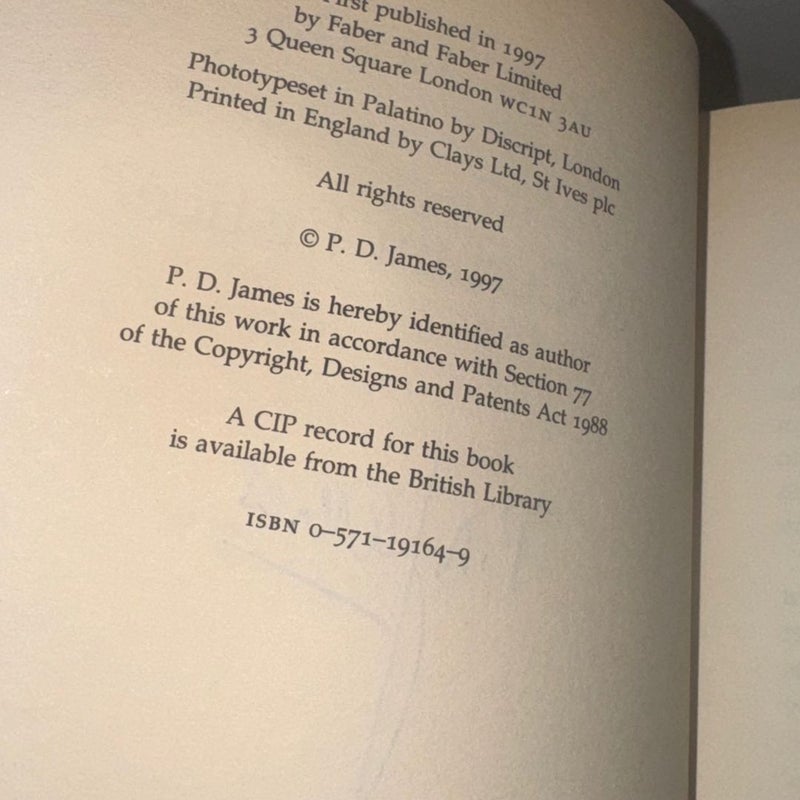 First published in 1997
by Faber and Faber Limited
3 Queen Square London WC1N 3AU
Phototypeset in Palatino by Discript, London
Printed in England by Clays Ltd, St Ives plc
All rights reserved
© P. D. James, 1997
P. D. James is hereby identified as author
of this work in accordance with Section 77
of the Copyright, Designs and Patents Act 1988
A CIP record for this book
is available from the British Library
ISBN 0–571–19164–9